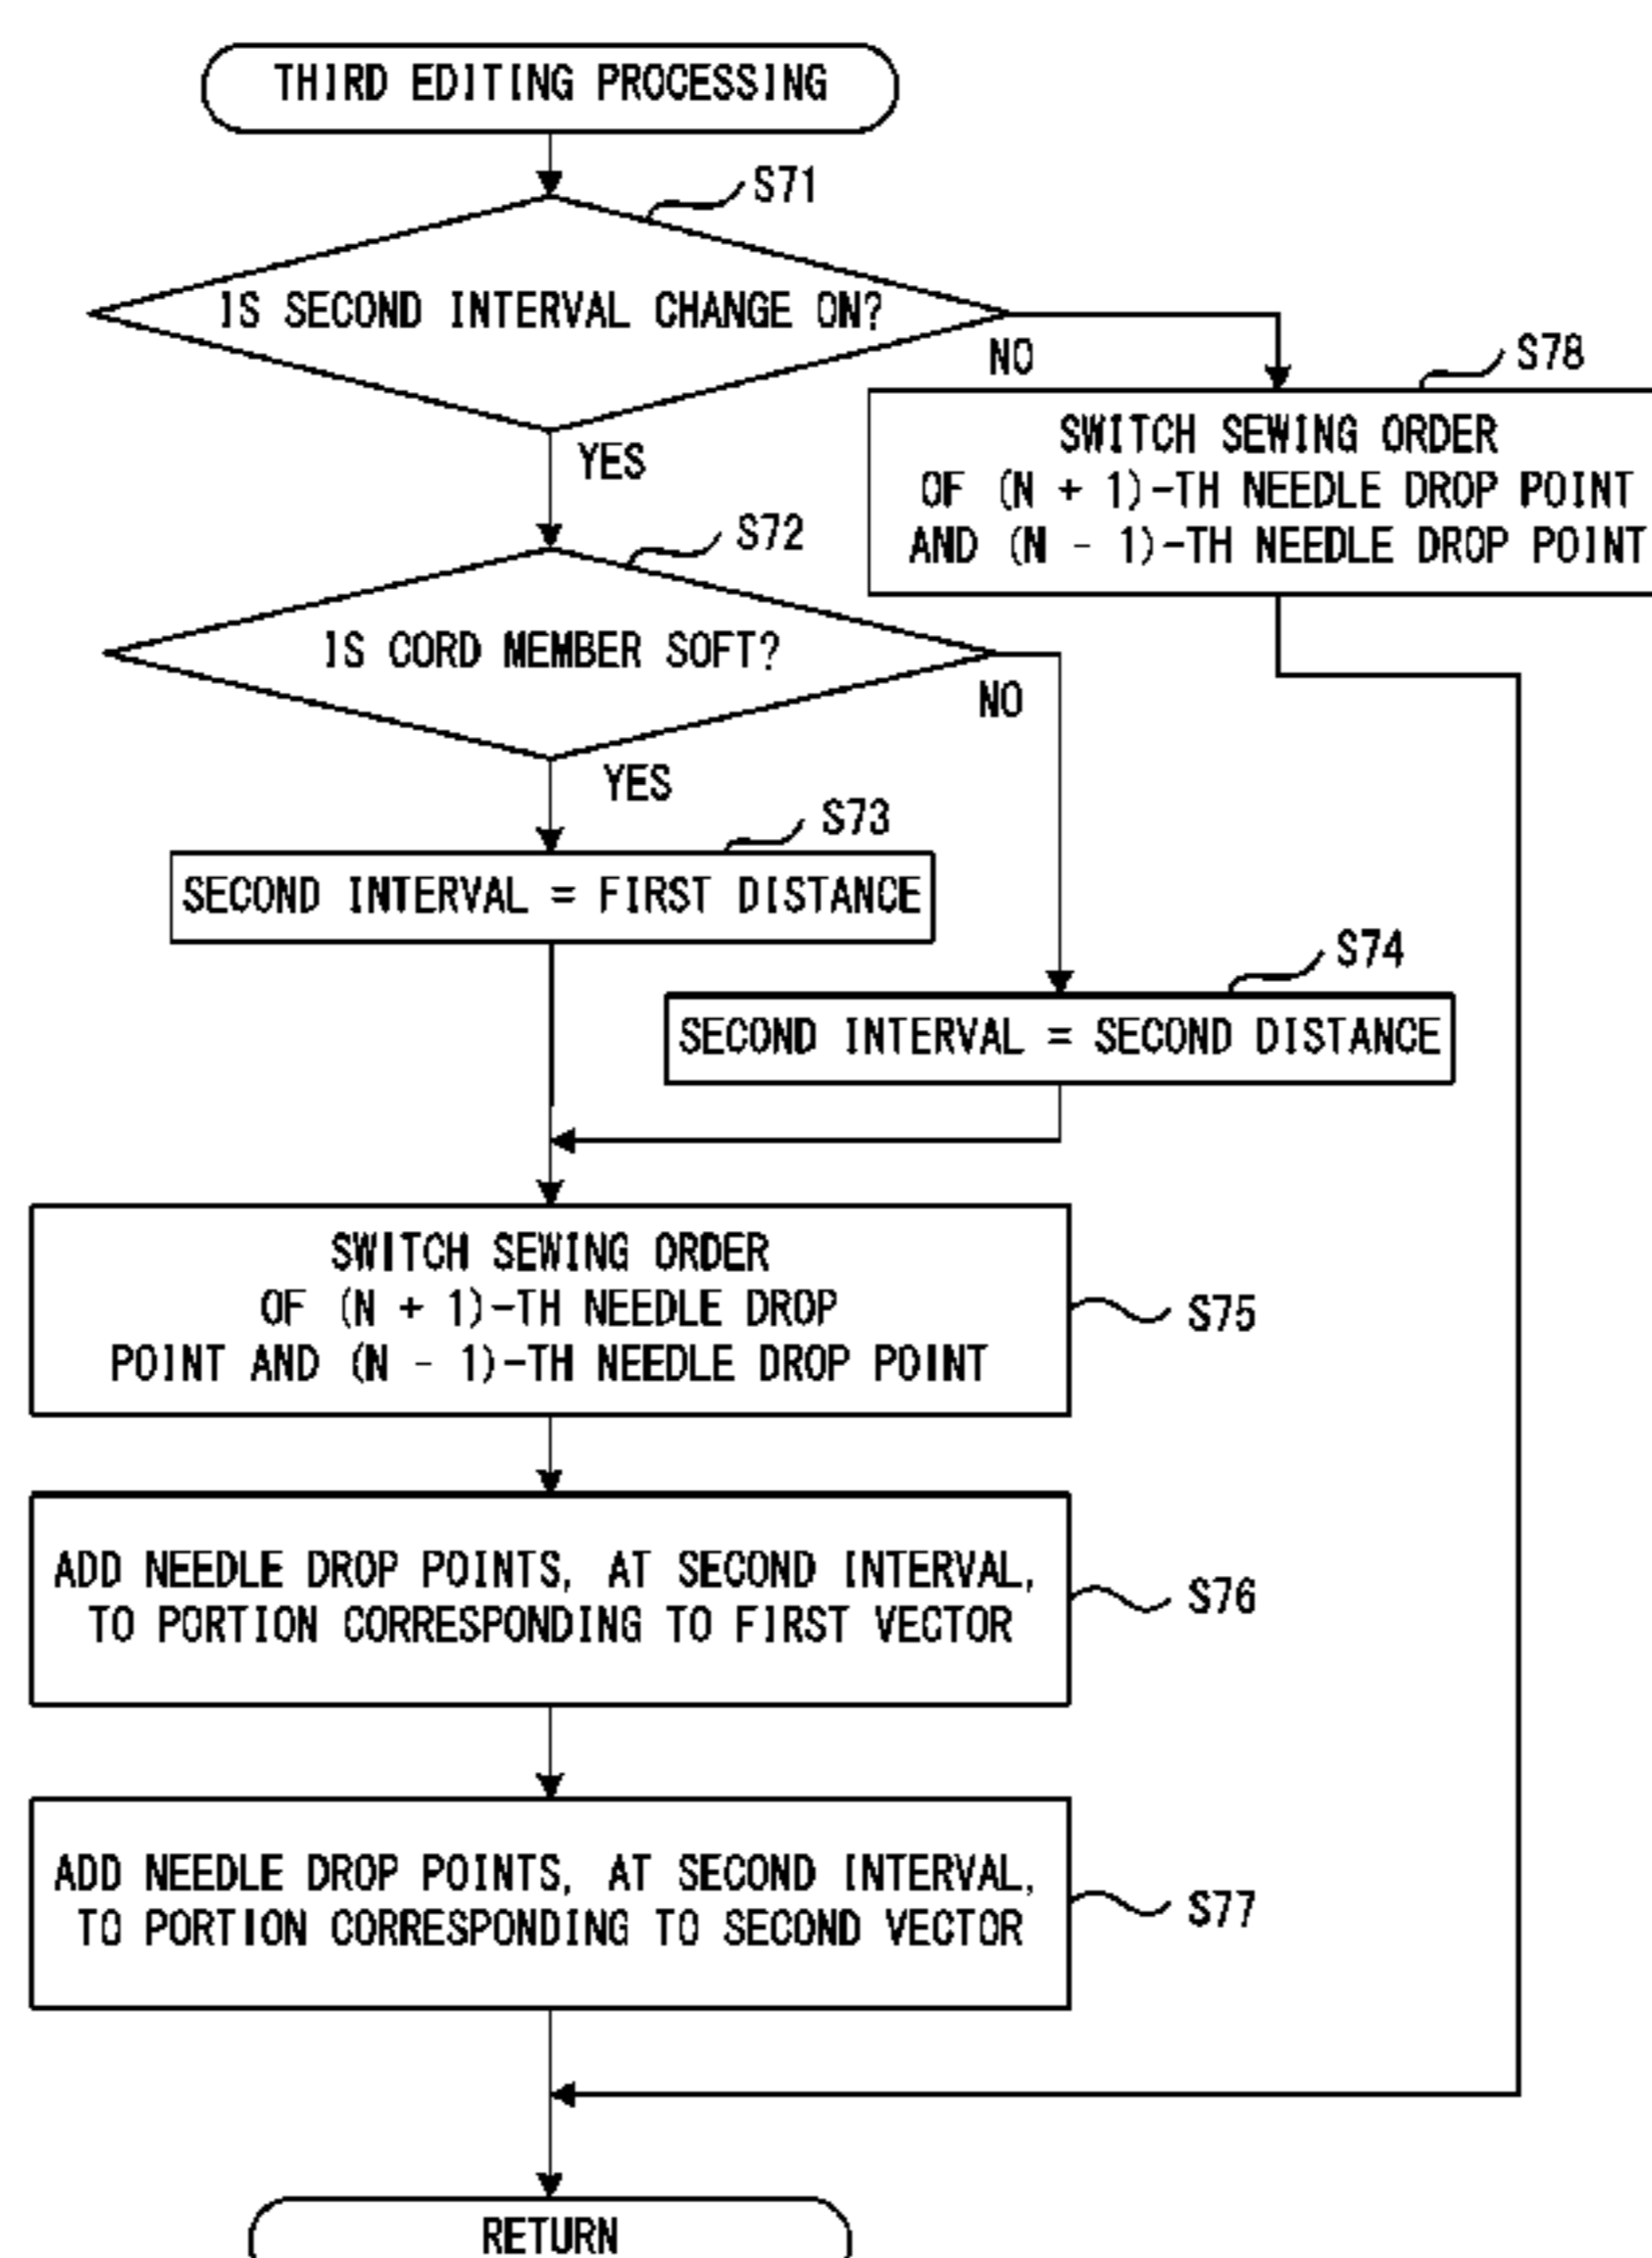 THIRD EDITING PROCESSING
S71
IS SECOND INTERVAL CHANGE ON?
NO
YES
S78
SWITCH SEWING ORDER
OF (N + 1)-TH NEEDLE DROP POINT
AND (N - 1)-TH NEEDLE DROP POINT
S72
IS CORD MEMBER SOFT?
NO
YES
S73
SECOND INTERVAL = FIRST DISTANCE
S74
SECOND INTERVAL = SECOND DISTANCE
SWITCH SEWING ORDER
OF (N + 1)-TH NEEDLE DROP
POINT AND (N - 1)-TH NEEDLE DROP POINT
S75
ADD NEEDLE DROP POINTS, AT SECOND INTERVAL,
TO PORTION CORRESPONDING TO FIRST VECTOR
S76
ADD NEEDLE DROP POINTS, AT SECOND INTERVAL,
TO PORTION CORRESPONDING TO SECOND VECTOR
S77
RETURN